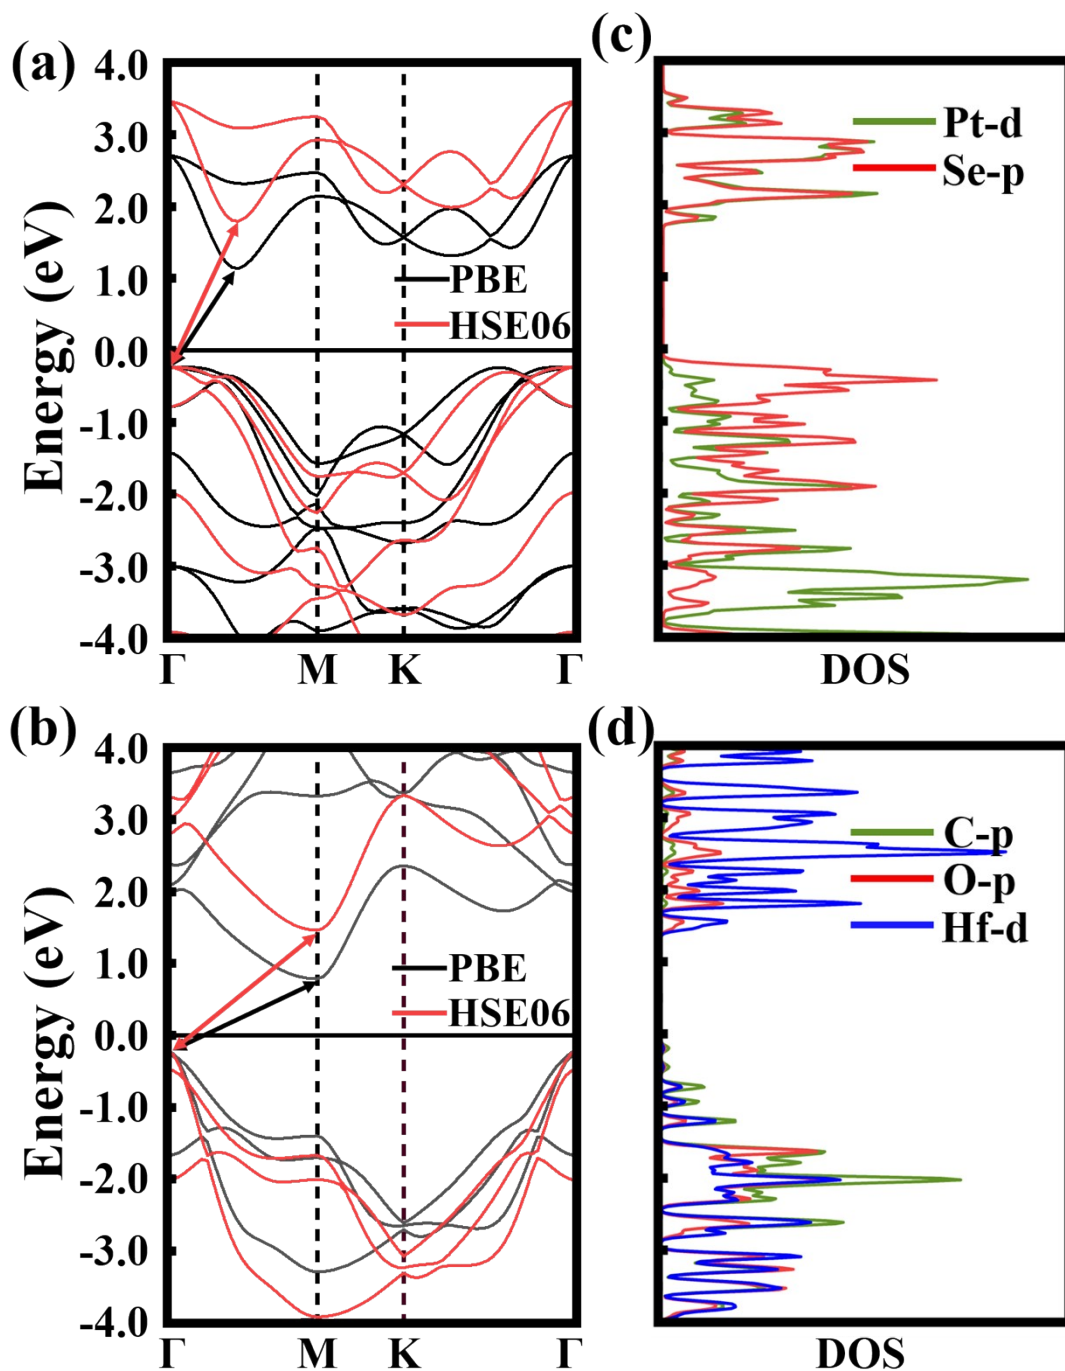 (a)
Energy (eV)
4.0
3.0
2.0
1.0
0.0
-1.0
-2.0
-3.0
-4.0
PBE
HSE06
Γ M K Γ
(c)
Pt-d
Se-p
DOS
(b)
Energy (eV)
4.0
3.0
2.0
1.0
0.0
-1.0
-2.0
-3.0
-4.0
PBE
HSE06
Γ M K Γ
(d)
C-p
O-p
Hf-d
DOS